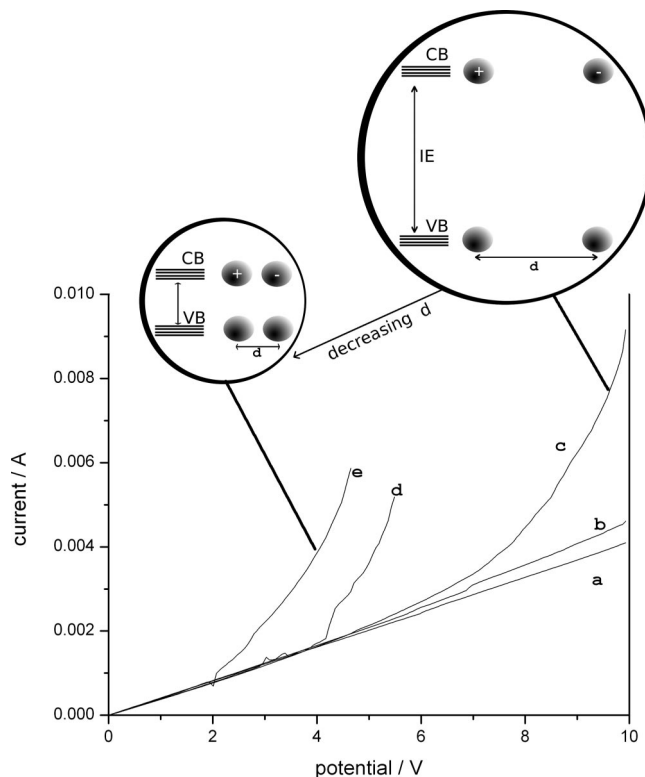 CB
+ -
IE
VB
d
CB
+ -
VB
d
decreasing d
0.010
0.008
0.006
0.004
0.002
0.000
current / A
e
d
c
b
a
0 2 4 6 8 10
potential / V